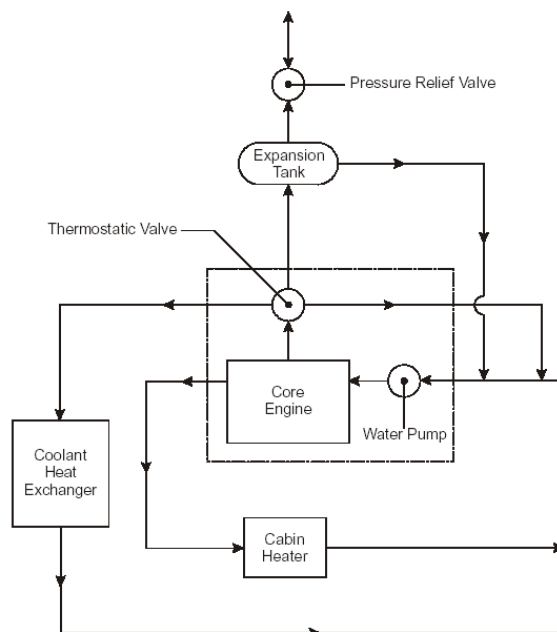 Pressure Relief Valve
Expansion
Tank
Thermostatic Valve
Core
Engine
Water Pump
Coolant
Heat
Exchanger
Cabin
Heater